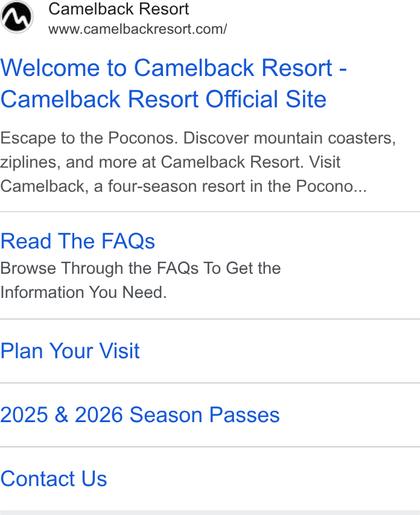 Camelback Resort
www.camelbackresort.com/
Welcome to Camelback Resort -
Camelback Resort Official Site
Escape to the Poconos. Discover mountain coasters,
ziplines, and more at Camelback Resort. Visit
Camelback, a four-season resort in the Pocono...
Read The FAQs
Browse Through the FAQs To Get the
Information You Need.
Plan Your Visit
2025 & 2026 Season Passes
Contact Us